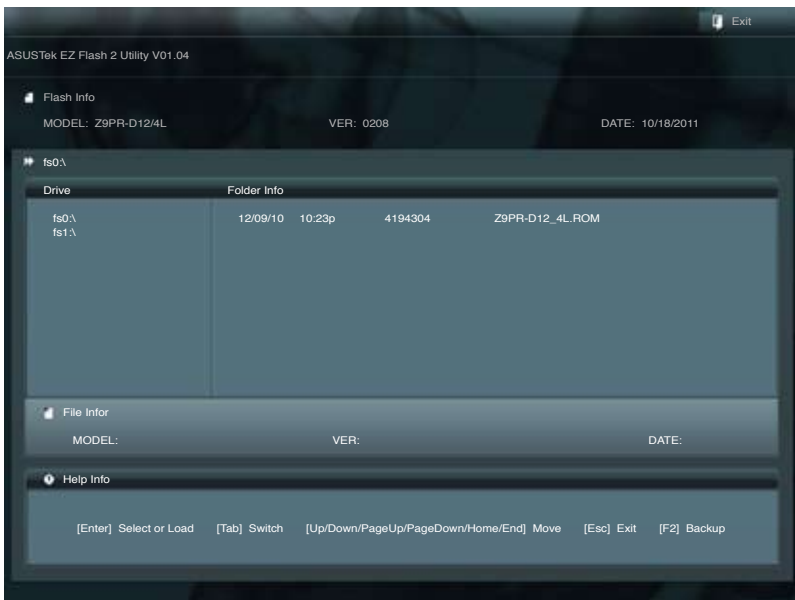 Exit
ASUSTek EZ Flash 2 Utility V01.04
Flash Info
MODEL: Z9PR-D12/4L VER: 0208 DATE: 10/18/2011
fs0:\
Drive Folder Info
fs0:\ 12/09/10 10:23p 4194304 Z9PR-D12_4L.ROM
fs1:\
File Infor
MODEL: VER: DATE:
Help Info
[Enter] Select or Load [Tab] Switch [Up/Down/PageUp/PageDown/Home/End] Move [Esc] Exit [F2] Backup